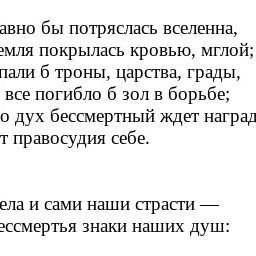 авно бы потряслась вселенна,
емля покрылась кровью, мглой;
пали б троны, царства, грады,
все погибло б зол в борьбе;
о дух бессмертный ждет наград
т правосудия себе.
ела и сами наши страсти —
ессмертья знаки наших душ: